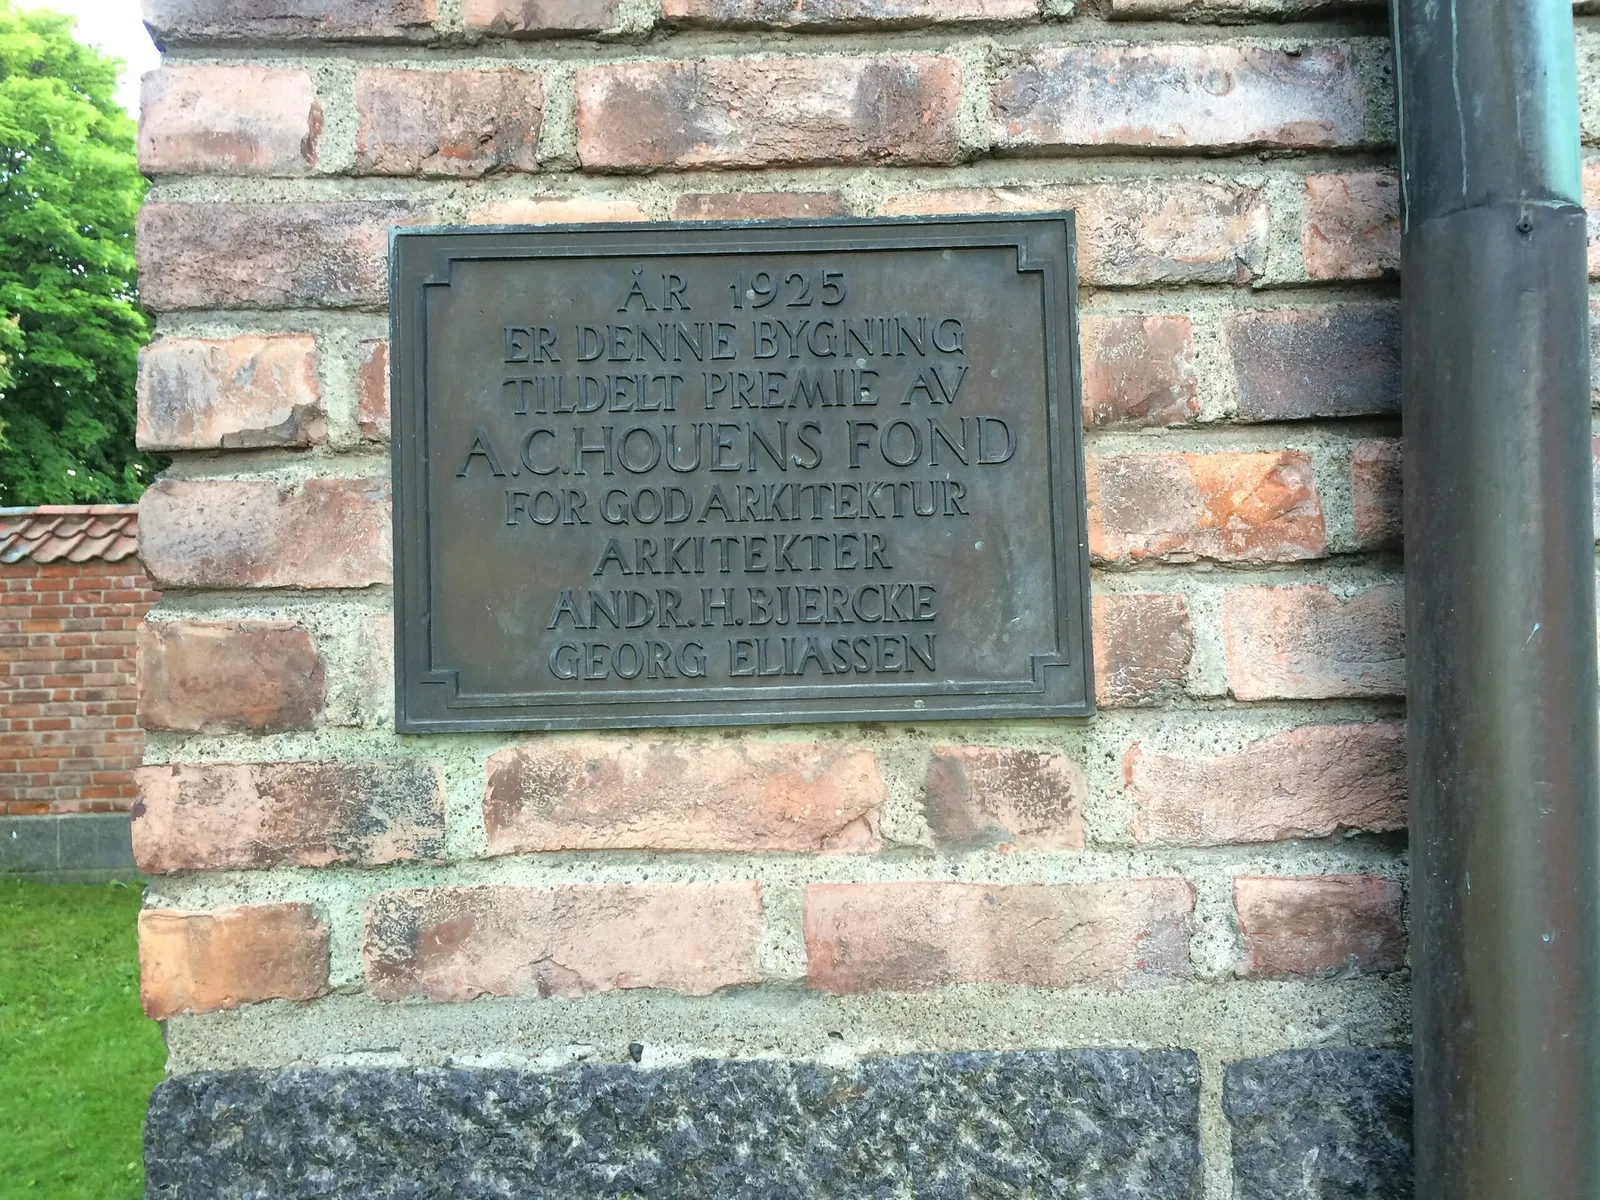 ÅR 1925
ER DENNE BYGNING
TILDELT PREMIE AV
A.C.HOUENS FOND
FOR GOD ARKITEKTUR
ARKITEKTER
ANDR.H.BJERCKE
GEORG ELIASSEN